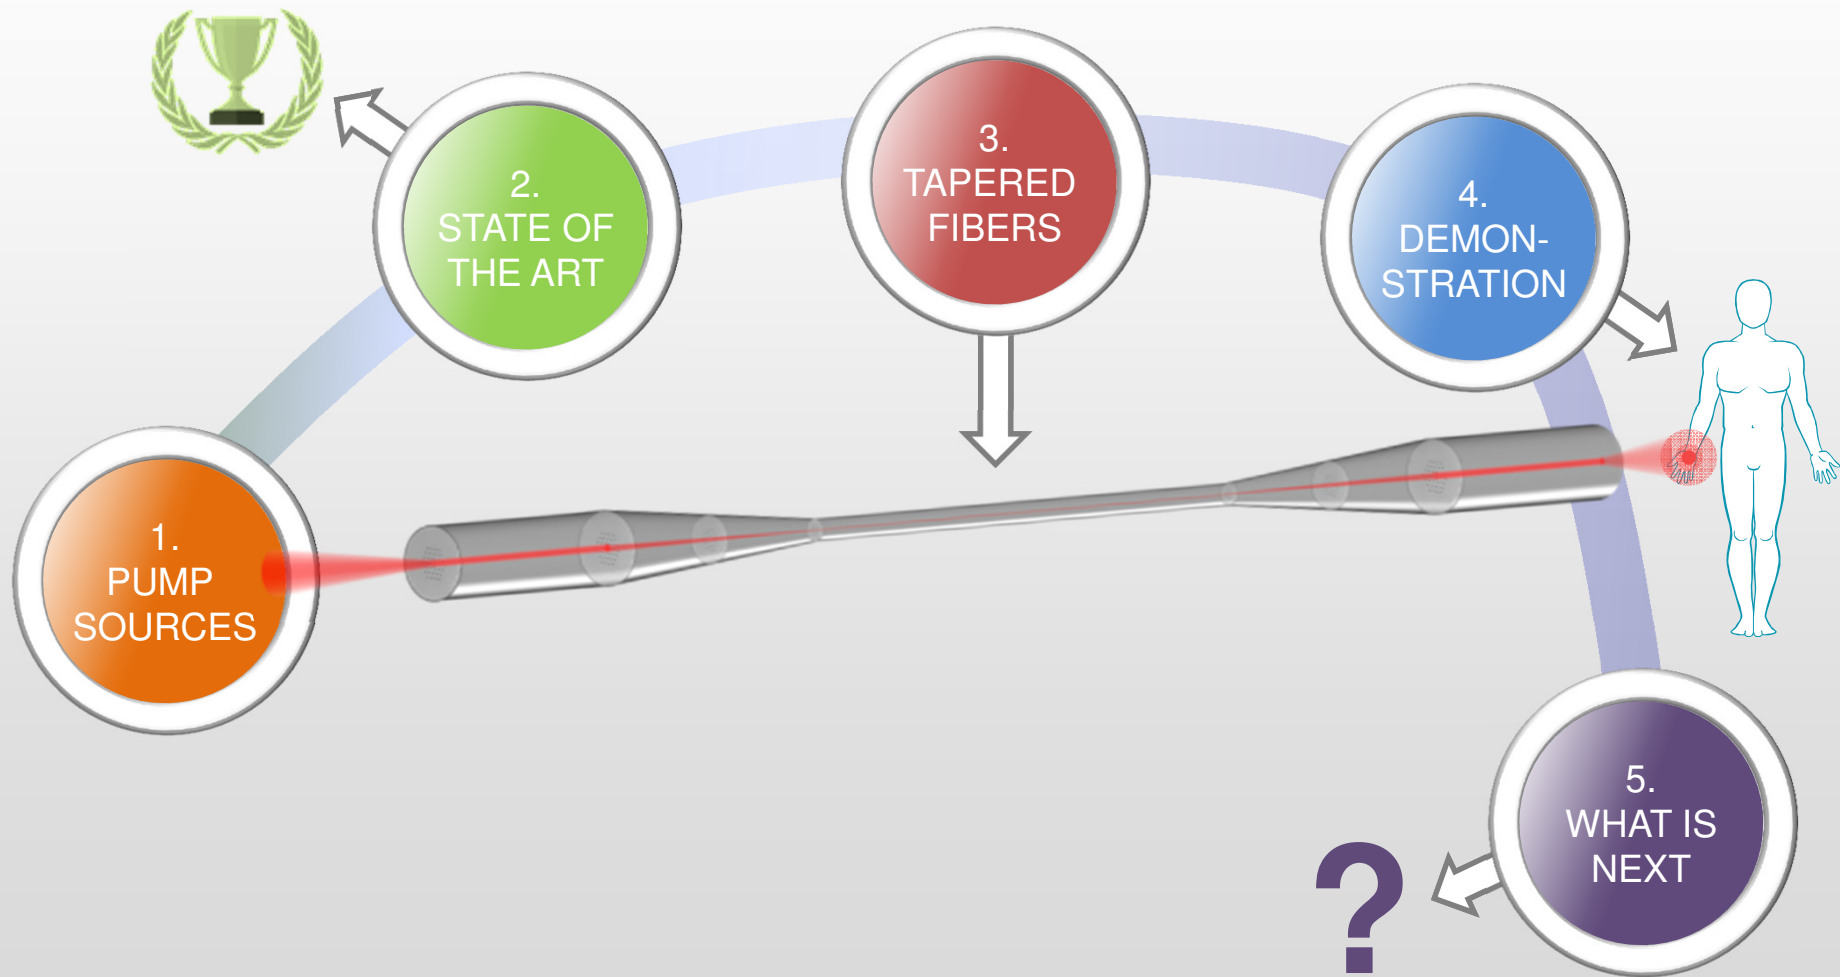 1.
PUMP
SOURCES
2.
STATE OF
THE ART
3.
TAPERED
FIBERS
4.
DEMON-
STRATION
5.
WHAT IS
NEXT
?